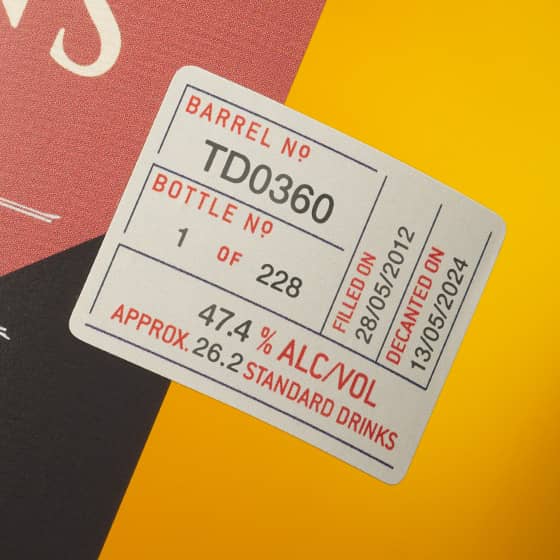 NS
BARREL Nº
TD0360
BOTTLE Nº
1 OF 228
FILLED ON
28/05/2012
DECANTED ON
13/05/2024
47.4 % ALC/VOL
APPROX. 26.2 STANDARD DRINKS